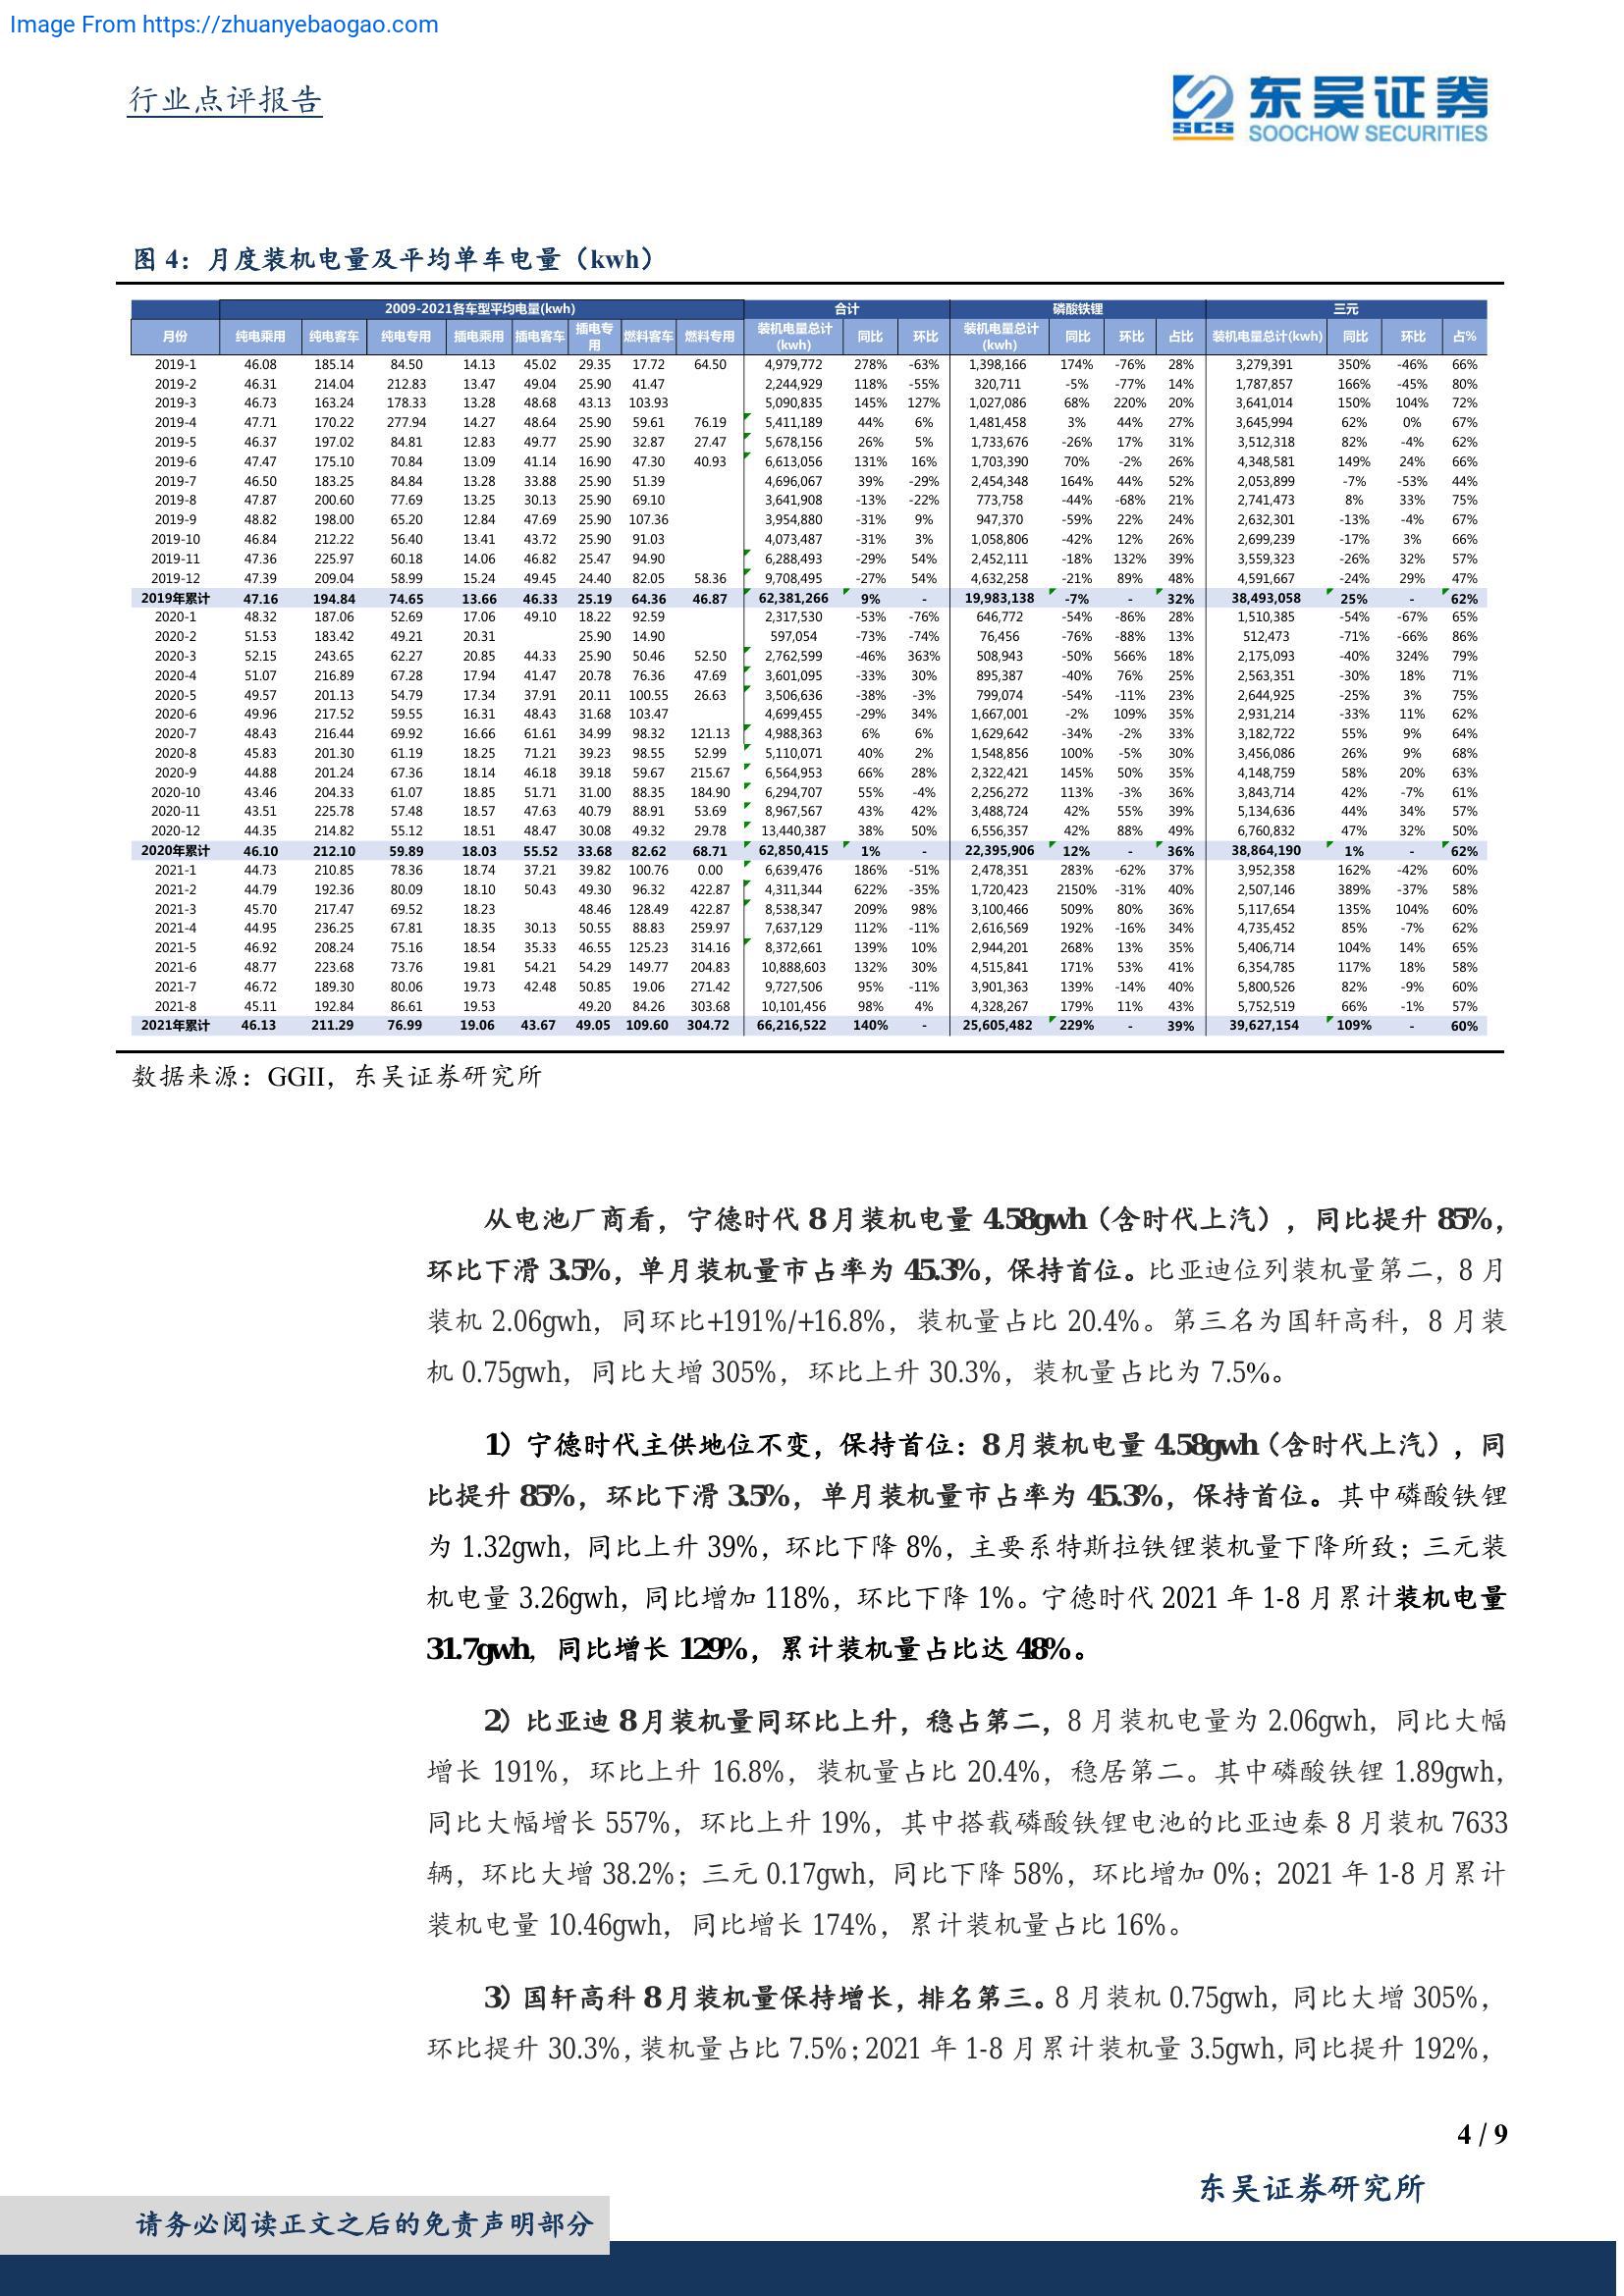 Image From https://zhuanyebaogao.com
行业点评报告
SCS 东吴证券
SOOCHOW SECURITIES
图 4：月度装机电量及平均单车电量（kwh）
2009-2021各车型平均电量(kwh) 合计 磷酸铁锂 三元
月份 纯电乘用 纯电客车 纯电专用 插电乘用 插电客车 插电专用 燃料客车 燃料专用 装机电量总计(kwh) 同比 环比 装机电量总计(kwh) 同比 环比 占比 装机电量总计(kwh) 同比 环比 占%
2019-1 46.08 185.14 84.50 14.13 45.02 29.35 17.72 64.50 4,979,772 278% -63% 1,398,166 174% -76% 28% 3,279,391 350% -46% 66%
2019-2 46.31 214.04 212.83 13.47 49.04 25.90 41.47 2,244,929 118% -55% 320,711 -5% -77% 14% 1,787,857 166% -45% 80%
2019-3 46.73 163.24 178.33 13.28 48.68 43.13 103.93 5,090,835 145% 127% 1,027,086 68% 220% 20% 3,641,014 150% 104% 72%
2019-4 47.71 170.22 277.94 14.27 48.64 25.90 59.61 76.19 5,411,189 44% 6% 1,481,458 3% 44% 27% 3,645,994 62% 0% 67%
2019-5 46.37 197.02 84.81 12.83 49.77 25.90 32.87 27.47 5,678,156 26% 5% 1,733,676 -26% 17% 31% 3,512,318 82% -4% 62%
2019-6 47.47 175.10 70.84 13.09 41.14 16.90 47.30 40.93 6,613,056 131% 16% 1,703,390 70% -2% 26% 4,348,581 149% 24% 66%
2019-7 46.50 183.25 84.84 13.28 33.88 25.90 51.39 4,696,067 39% -29% 2,454,348 164% 44% 52% 2,053,899 -7% -53% 44%
2019-8 47.87 200.60 77.69 13.25 30.13 25.90 69.10 3,641,908 -13% -22% 773,758 -44% -68% 21% 2,741,473 8% 33% 75%
2019-9 48.82 198.00 65.20 12.84 47.69 25.90 107.36 3,954,880 -31% 9% 947,370 -59% 22% 24% 2,632,301 -13% -4% 67%
2019-10 46.84 212.22 56.40 13.41 43.72 25.90 91.03 4,073,487 -31% 3% 1,058,806 -42% 12% 26% 2,699,239 -17% 3% 66%
2019-11 47.36 225.97 60.18 14.06 46.82 25.47 94.90 6,288,493 -29% 54% 2,452,111 -18% 132% 39% 3,559,323 -26% 32% 57%
2019-12 47.39 209.04 58.99 15.24 49.45 24.40 82.05 58.36 9,708,495 -27% 54% 4,632,258 -21% 89% 48% 4,591,667 -24% 29% 47%
2019年累计 47.16 194.84 74.65 13.66 46.33 25.19 64.36 46.87 62,381,266 9% - 19,983,138 -7% - 32% 38,493,058 25% - 62%
2020-1 48.32 187.06 52.69 17.06 49.10 18.22 92.59 2,317,530 -53% -76% 646,772 -54% -86% 28% 1,510,385 -54% -67% 65%
2020-2 51.53 183.42 49.21 20.31 25.90 14.90 597,054 -73% -74% 76,456 -76% -88% 13% 512,473 -71% -66% 86%
2020-3 52.15 243.65 62.27 20.85 44.33 25.90 50.46 52.50 2,762,599 -46% 363% 508,943 -50% 566% 18% 2,175,093 -40% 324% 79%
2020-4 51.07 216.89 67.28 17.94 41.47 20.78 76.36 47.69 3,601,095 -33% 30% 895,387 -40% 76% 25% 2,563,351 -30% 18% 71%
2020-5 49.57 201.13 54.79 17.34 37.91 20.11 100.55 26.63 3,506,636 -38% -3% 799,074 -54% -11% 23% 2,644,925 -25% 3% 75%
2020-6 49.96 217.52 59.55 16.31 48.43 31.68 103.47 4,699,455 -29% 34% 1,667,001 -2% 109% 35% 2,931,214 -33% 11% 62%
2020-7 48.43 216.44 69.92 16.66 61.61 34.99 98.32 121.13 4,988,363 6% 6% 1,629,642 -34% -2% 33% 3,182,722 55% 9% 64%
2020-8 45.83 201.30 61.19 18.25 71.21 39.23 98.55 52.99 5,110,071 40% 2% 1,548,856 100% -5% 30% 3,456,086 26% 9% 68%
2020-9 44.88 201.24 67.36 18.14 46.18 39.18 59.67 215.67 6,564,953 66% 28% 2,322,421 145% 50% 35% 4,148,759 58% 20% 63%
2020-10 43.46 204.33 61.07 18.85 51.71 31.00 88.35 184.90 6,294,707 55% -4% 2,256,272 113% -3% 36% 3,843,714 42% -7% 61%
2020-11 43.51 225.78 57.48 18.57 47.63 40.79 88.91 53.69 8,967,567 43% 42% 3,488,724 42% 55% 39% 5,134,636 44% 34% 57%
2020-12 44.35 214.82 55.12 18.51 48.47 30.08 49.32 29.78 13,440,387 38% 50% 6,556,357 42% 88% 49% 6,760,832 47% 32% 50%
2020年累计 46.10 212.10 59.89 18.03 55.52 33.68 82.62 68.71 62,850,415 1% - 22,395,906 12% - 36% 38,864,190 1% - 62%
2021-1 44.73 210.85 78.36 18.74 37.21 39.82 100.76 0.00 6,639,476 186% -51% 2,478,351 283% -62% 37% 3,952,358 162% -42% 60%
2021-2 44.79 192.36 80.09 18.10 50.43 49.30 96.32 422.87 4,311,344 622% -35% 1,720,423 2150% -31% 40% 2,507,146 389% -37% 58%
2021-3 45.70 217.47 69.52 18.23 48.46 128.49 422.87 8,538,347 209% 98% 3,100,466 509% 80% 36% 5,117,654 135% 104% 60%
2021-4 44.95 236.25 67.81 18.35 30.13 50.55 88.83 259.97 7,637,129 112% -11% 2,616,569 192% -16% 34% 4,735,452 85% -7% 62%
2021-5 46.92 208.24 75.16 18.54 35.33 46.55 125.23 314.16 8,372,661 139% 10% 2,944,201 268% 13% 35% 5,406,714 104% 14% 65%
2021-6 48.77 223.68 73.76 19.81 54.21 54.29 149.77 204.83 10,888,603 132% 30% 4,515,841 171% 53% 41% 6,354,785 117% 18% 58%
2021-7 46.72 189.30 80.06 19.73 42.48 50.85 19.06 271.42 9,727,506 95% -11% 3,901,363 139% -14% 40% 5,800,526 82% -9% 60%
2021-8 45.11 192.84 86.61 19.53 49.20 84.26 303.68 10,101,456 98% 4% 4,328,267 179% 11% 43% 5,752,519 66% -1% 57%
2021年累计 46.13 211.29 76.99 19.06 43.67 49.05 109.60 304.72 66,216,522 140% - 25,605,482 229% - 39% 39,627,154 109% - 60%
数据来源：GGII，东吴证券研究所
从电池厂商看，宁德时代 8 月装机电量 4.58gwh（含时代上汽），同比提升 85%，
环比下滑 3.5%，单月装机量市占率为 45.3%，保持首位。比亚迪位列装机量第二，8 月
装机 2.06gwh，同环比+191%/+16.8%，装机量占比 20.4%。第三名为国轩高科，8 月装
机 0.75gwh，同比大增 305%，环比上升 30.3%，装机量占比为 7.5%。
1）宁德时代主供地位不变，保持首位：8 月装机电量 4.58gwh（含时代上汽），同
比提升 85%，环比下滑 3.5%，单月装机量市占率为 45.3%，保持首位。其中磷酸铁锂
为 1.32gwh，同比上升 39%，环比下降 8%，主要系特斯拉铁锂装机量下降所致；三元装
机电量 3.26gwh，同比增加 118%，环比下降 1%。宁德时代 2021 年 1-8 月累计装机电量
31.7gwh，同比增长 129%，累计装机量占比达 48%。
2）比亚迪 8 月装机量同环比上升，稳占第二，8 月装机电量为 2.06gwh，同比大幅
增长 191%，环比上升 16.8%，装机量占比 20.4%，稳居第二。其中磷酸铁锂 1.89gwh，
同比大幅增长 557%，环比上升 19%，其中搭载磷酸铁锂电池的比亚迪秦 8 月装机 7633
辆，环比大增 38.2%；三元 0.17gwh，同比下降 58%，环比增加 0%；2021 年 1-8 月累计
装机电量 10.46gwh，同比增长 174%，累计装机量占比 16%。
3）国轩高科 8 月装机量保持增长，排名第三。8 月装机 0.75gwh，同比大增 305%，
环比提升 30.3%，装机量占比 7.5%；2021 年 1-8 月累计装机量 3.5gwh，同比提升 192%，
4 / 9
东吴证券研究所
请务必阅读正文之后的免责声明部分